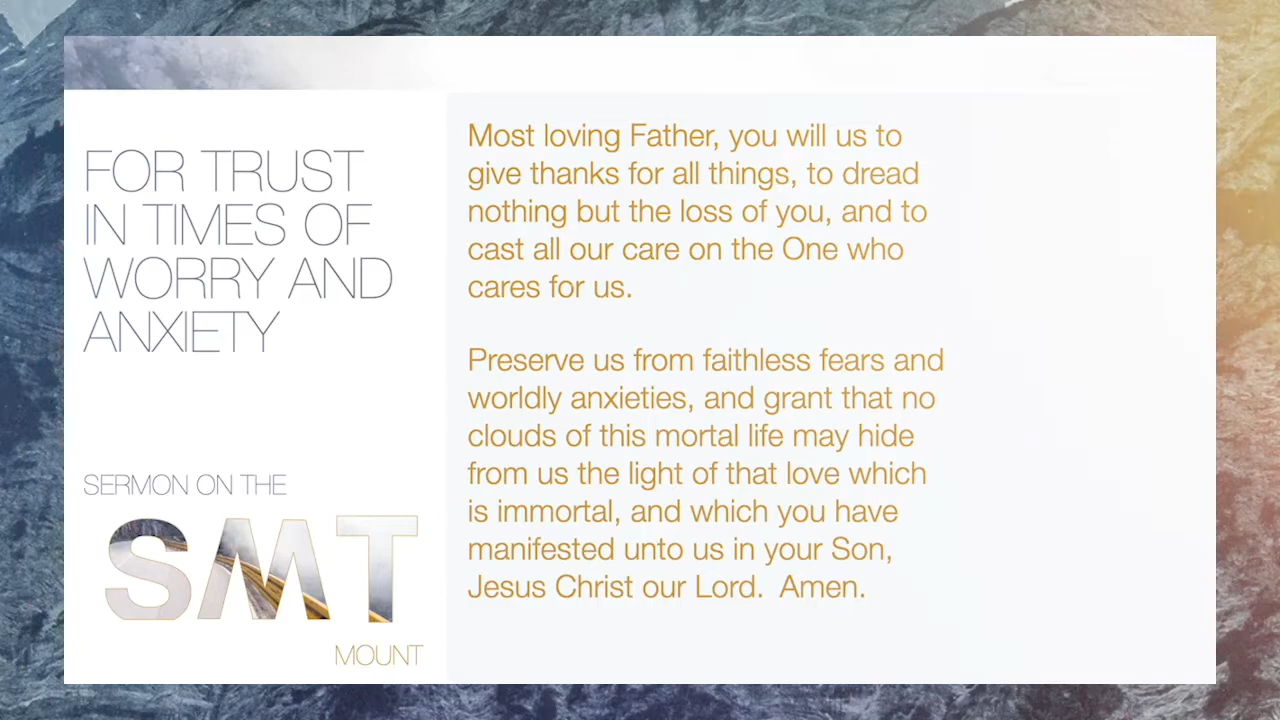 FOR TRUST
IN TIMES OF
WORRY AND
ANXIETY
SERMON ON THE
SMT
MOUNT
Most loving Father, you will us to
give thanks for all things, to dread
nothing but the loss of you, and to
cast all our care on the One who
cares for us.
Preserve us from faithless fears and
worldly anxieties, and grant that no
clouds of this mortal life may hide
from us the light of that love which
is immortal, and which you have
manifested unto us in your Son,
Jesus Christ our Lord.  Amen.